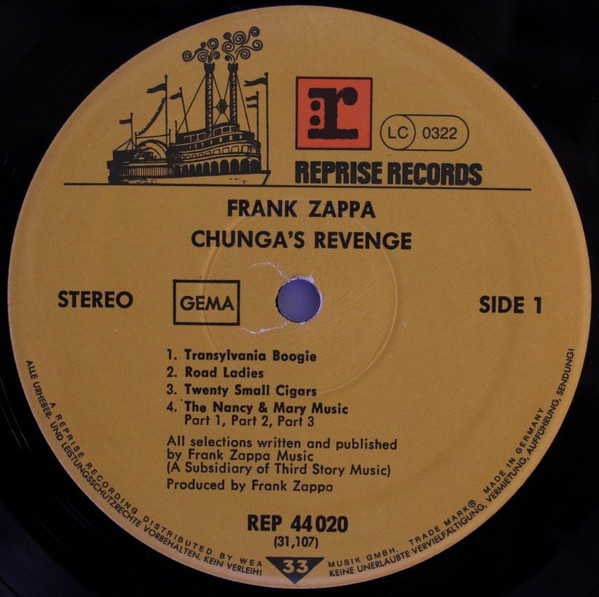 r
LC 0322
REPRISE RECORDS
FRANK ZAPPA
CHUNGA'S REVENGE
STEREO
GEMA
SIDE 1
1. Transylvania Boogie
2. Road Ladies
3. Twenty Small Cigars
4. The Nancy & Mary Music
Part 1, Part 2, Part 3
All selections written and published
by Frank Zappa Music
(A Subsidiary of Third Story Music)
Produced by Frank Zappa
REP 44 020
(31,107)
33
A REPRISE RECORDING DISTRIBUTED BY WEA MUSIK GMBH. TRADE MARK® MADE IN GERMANY
ALLE URHEBER- UND LEISTUNGSSCHUTZRECHTE VORBEHALTEN. KEIN VERLEIH! KEINE UNERLAUBTE VERVIELFÄLTIGUNG, VERMIETUNG, AUFFÜHRUNG, SENDUNG!